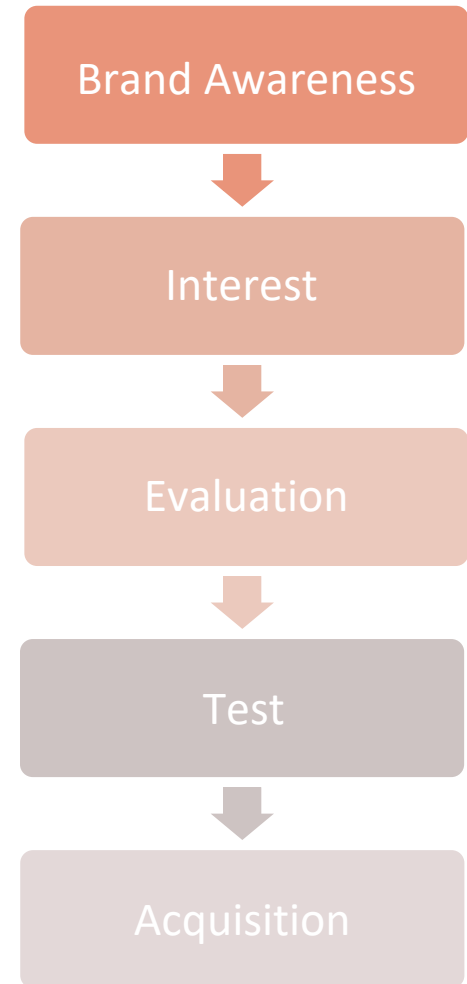 Brand Awareness
Interest
Evaluation
Test
Acquisition